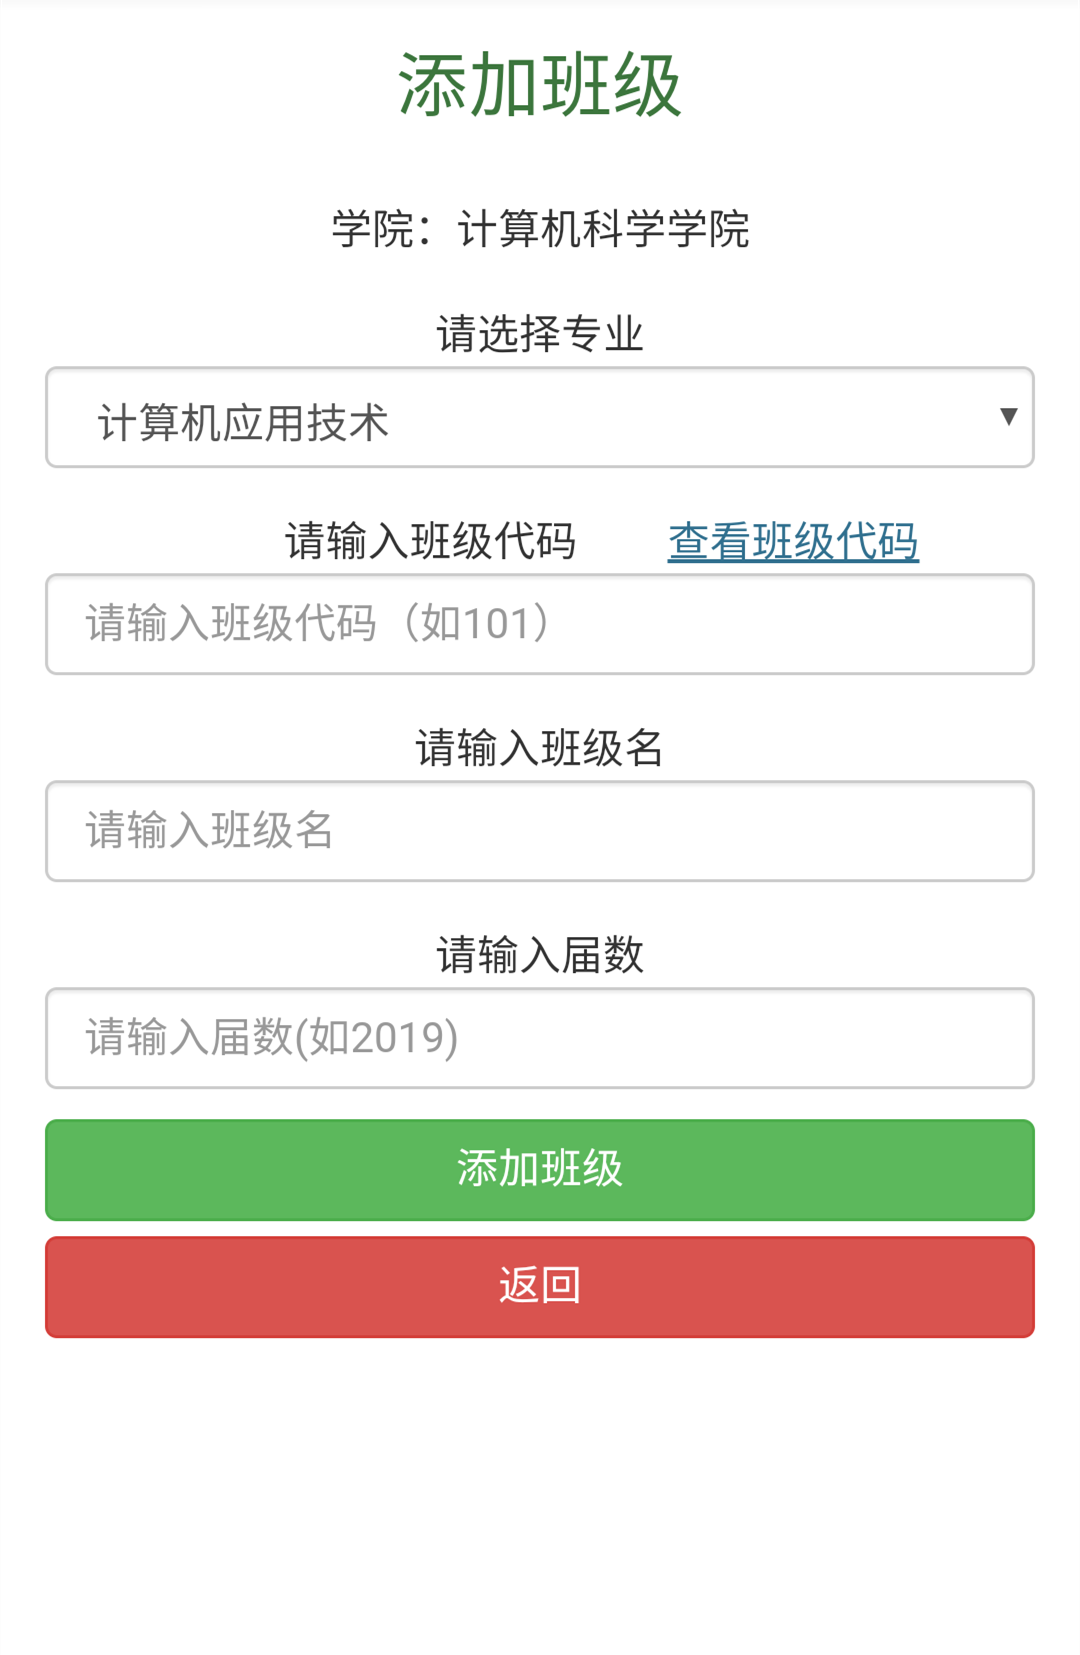 添加班级
学院：计算机科学学院
请选择专业
计算机应用技术
请输入班级代码 查看班级代码
请输入班级代码（如101）
请输入班级名
请输入班级名
请输入届数
请输入届数(如2019)
添加班级
返回